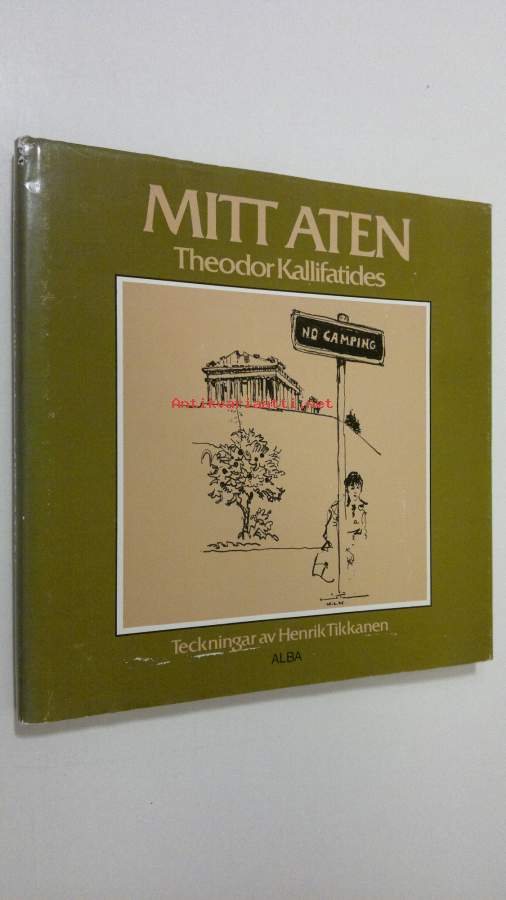 MITT ATEN
Theodor Kallifatides
NO CAMPING
Antikvariaatti.net
Teckningar av Henrik Tikkanen
ALBA